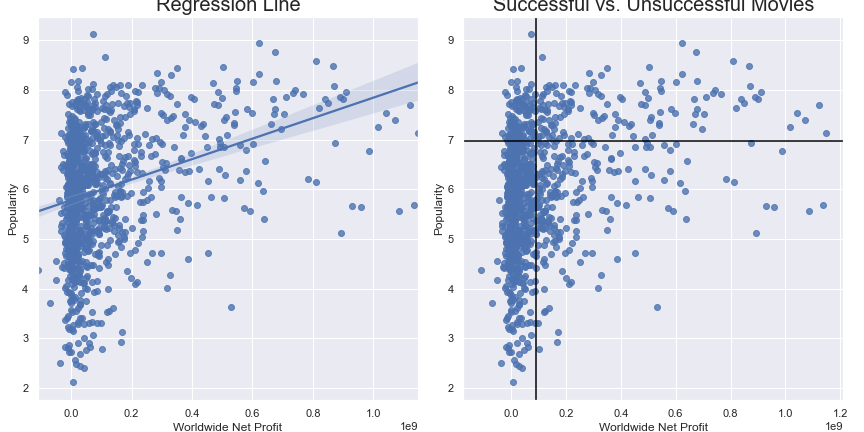 Regression Line
Successful vs. Unsuccessful Movies
9
8
7
6
5
4
3
2
Popularity
0.0 0.2 0.4 0.6 0.8 1.0
1e9
Worldwide Net Profit
9
8
7
6
5
4
3
2
Popularity
0.0 0.2 0.4 0.6 0.8 1.0 1.2
1e9
Worldwide Net Profit